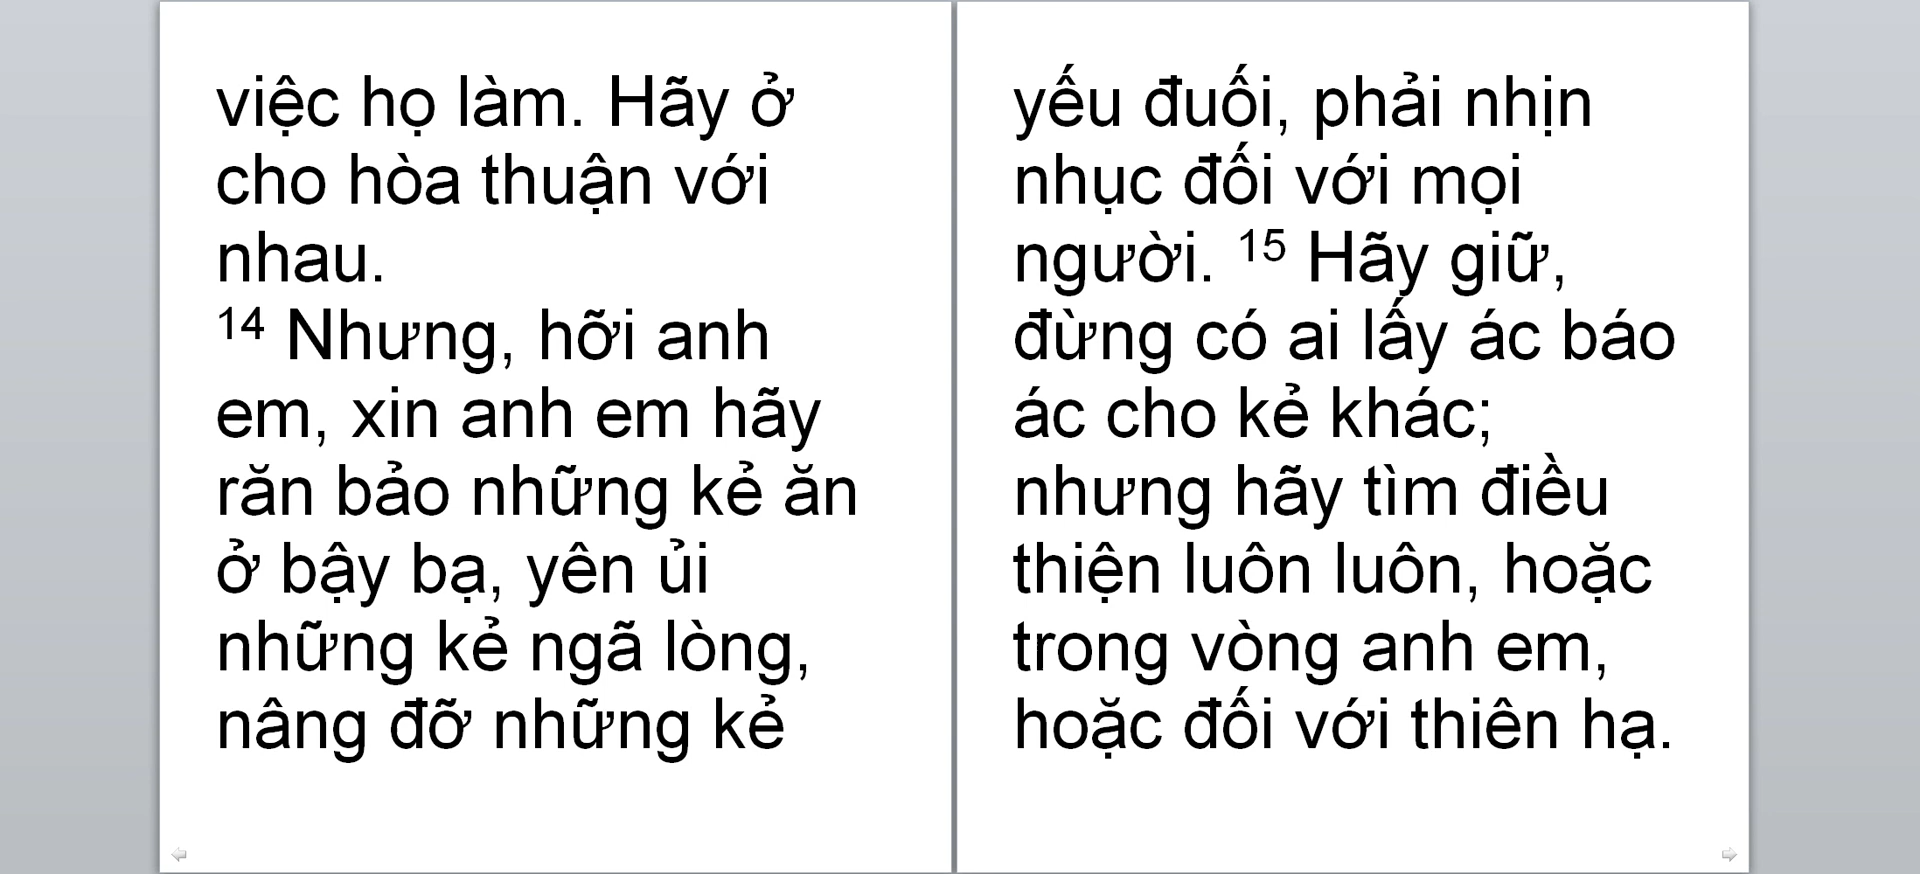 việc họ làm. Hãy ở
cho hòa thuận với
nhau.
14 Nhưng, hỡi anh
em, xin anh em hãy
răn bảo những kẻ ăn
ở bậy bạ, yên ủi
những kẻ ngã lòng,
nâng đỡ những kẻ
yếu đuối, phải nhịn
nhục đối với mọi
người. 15 Hãy giữ,
đừng có ai lấy ác báo
ác cho kẻ khác;
nhưng hãy tìm điều
thiện luôn luôn, hoặc
trong vòng anh em,
hoặc đối với thiên hạ.